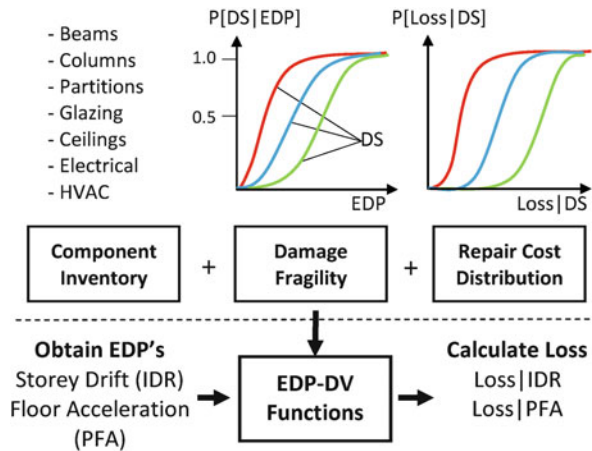 - Beams
- Columns
- Partitions
- Glazing
- Ceilings
- Electrical
- HVAC
P[DS|EDP]
1.0
0.5
DS
EDP
P[Loss|DS]
Loss|DS
Component
Inventory
+
Damage
Fragility
+
Repair Cost
Distribution
Obtain EDP's
Storey Drift (IDR)
Floor Acceleration
(PFA)
EDP-DV
Functions
Calculate Loss
Loss|IDR
Loss|PFA